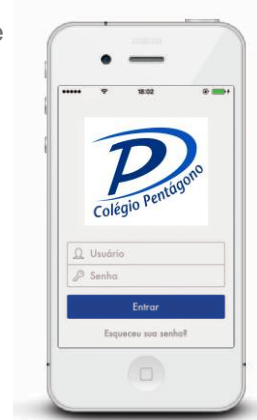 e
18:02
P
Colégio Pentágono
Usuário
Senha
Entrar
Esqueceu sua senha?